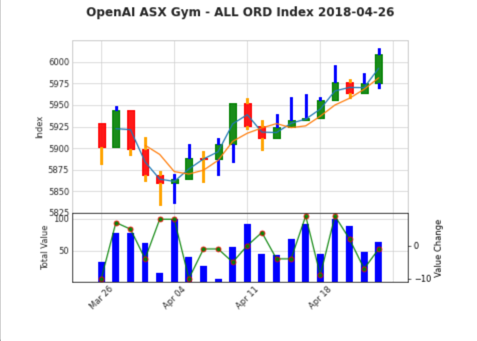 OpenAI ASX Gym - ALL ORD Index 2018-04-26
6000
5975
5950
5925
5900
5875
5850
5825
Index
100
50
Total Value
0
−10
Value Change
Mar 26
Apr 04
Apr 11
Apr 18